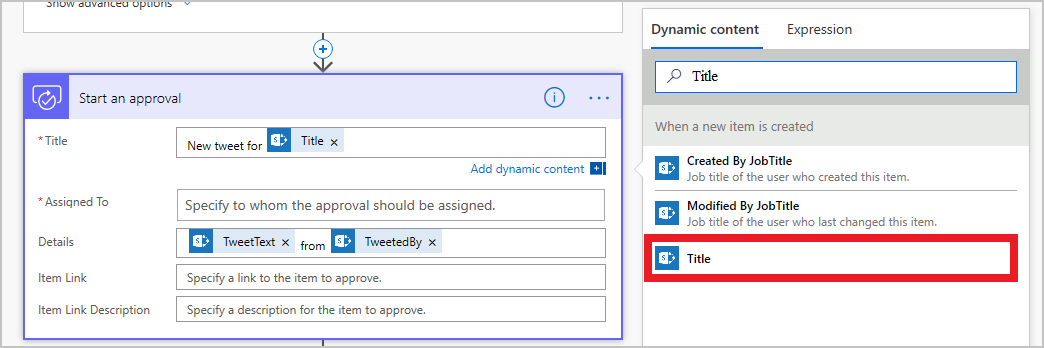 Show advanced options
Start an approval
* Title
New tweet for Title ×
Add dynamic content
* Assigned To
Specify to whom the approval should be assigned.
Details
TweetText × from TweetedBy ×
Item Link
Specify a link to the item to approve.
Item Link Description
Specify a description for the item to approve.
Dynamic content
Expression
Title
When a new item is created
Created By JobTitle
Job title of the user who created this item.
Modified By JobTitle
Job title of the user who last changed this item.
Title